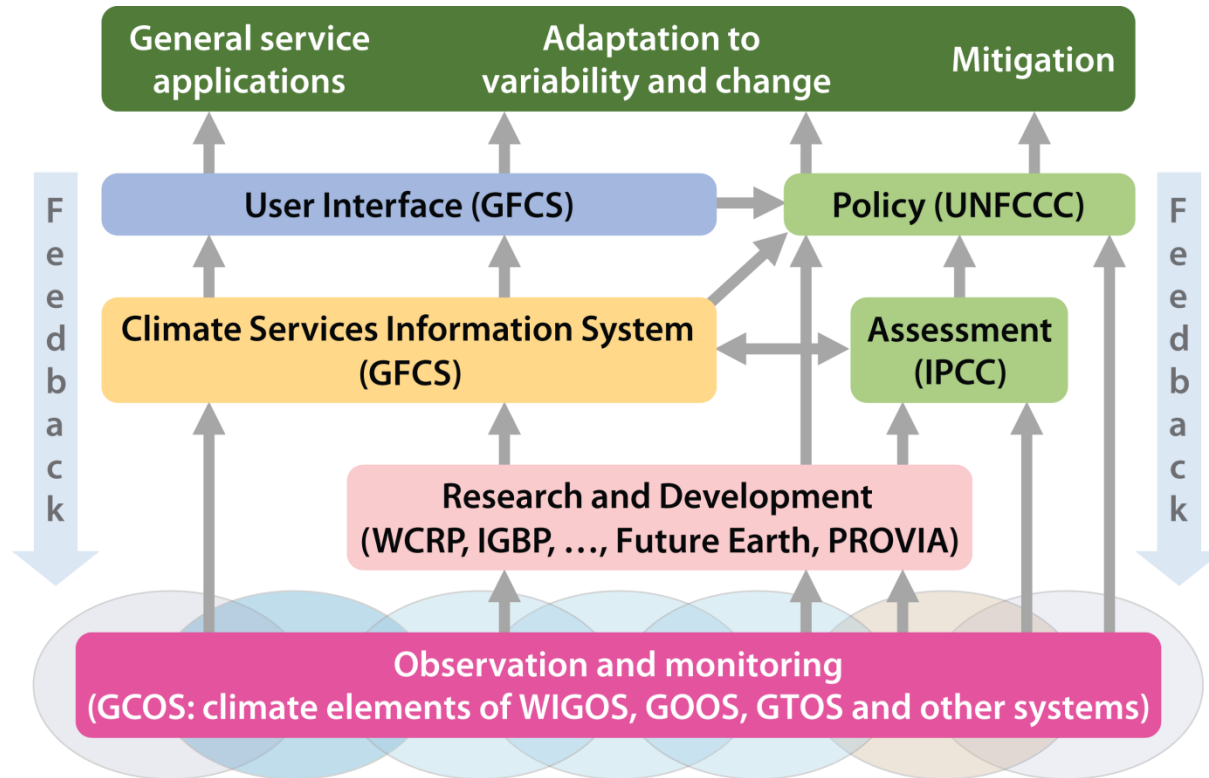 General service
applications
Adaptation to
variability and change
Mitigation
Feedback
User Interface (GFCS)
Policy (UNFCCC)
Feedback
Climate Services Information System
(GFCS)
Assessment
(IPCC)
Research and Development
(WCRP, IGBP, …, Future Earth, PROVIA)
Observation and monitoring
(GCOS: climate elements of WIGOS, GOOS, GTOS and other systems)